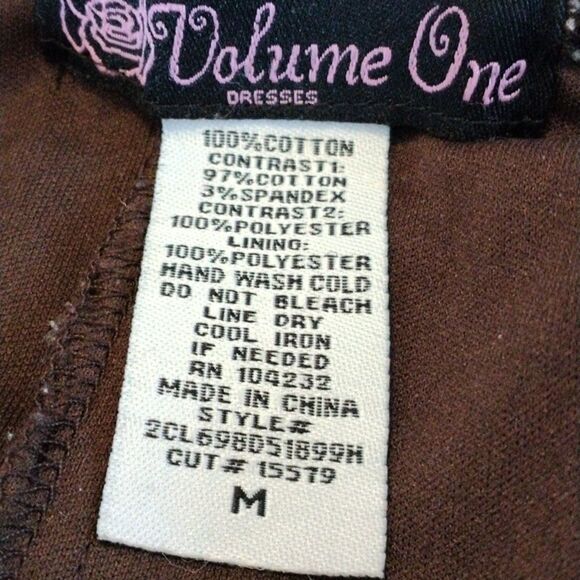 Volume One
DRESSES
100%COTTON
CONTRAST1:
97%COTTON
3%SPANDEX
CONTRAST2:
100%POLYESTER
LINING:
100%POLYESTER
HAND WASH COLD
DO NOT BLEACH
LINE DRY
COOL IRON
IF NEEDED
RN 104232
MADE IN CHINA
STYLE#
2CL698D51899H
CUT# 15579
M